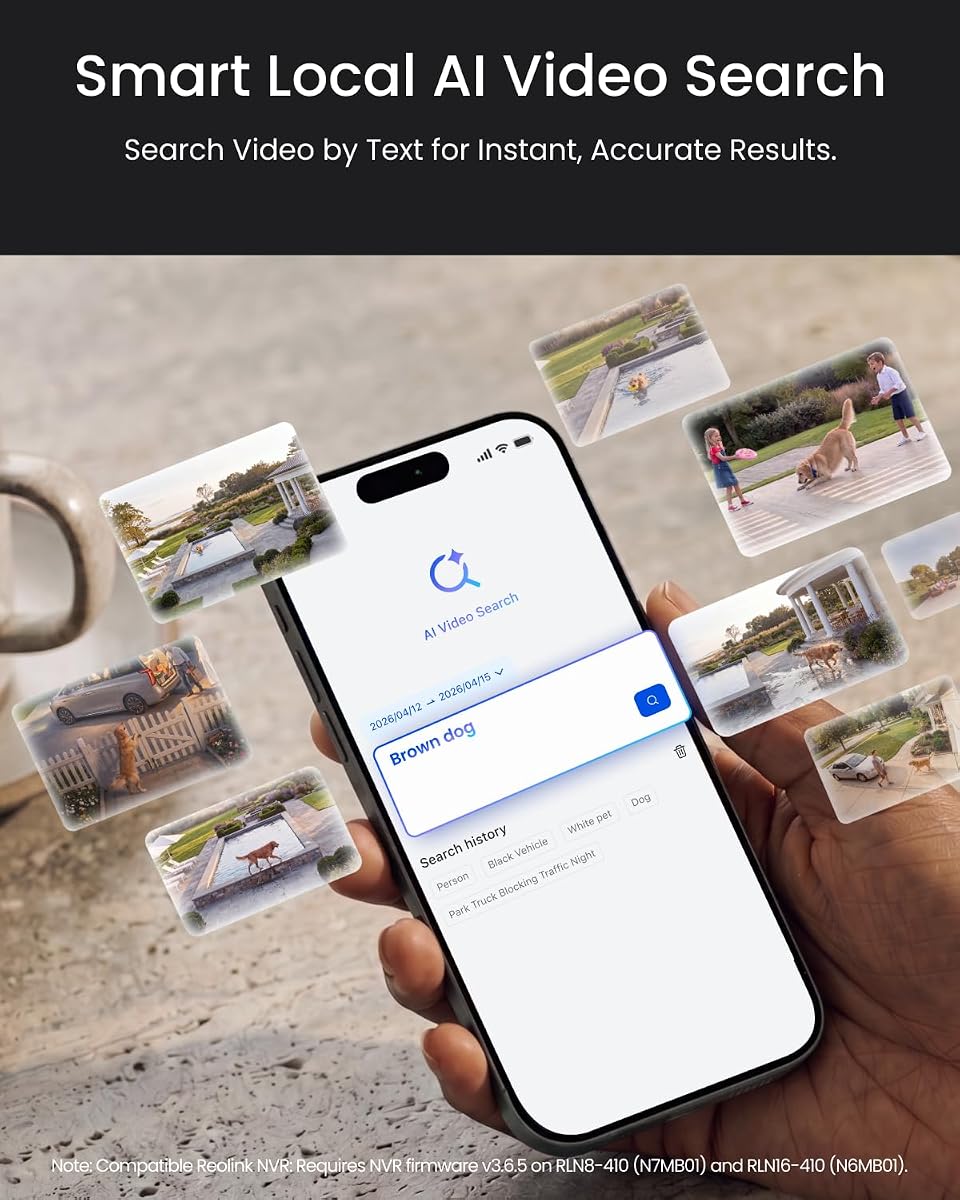 Smart Local AI Video Search
Search Video by Text for Instant, Accurate Results.
AI Video Search
2026/04/12 → 2026/04/15
Brown dog
Search history
Person Black Vehicle White pet Dog
Park Truck Blocking Traffic Night
Note: Compatible Reolink NVR: Requires NVR firmware v3.6.5 on RLN8-410 (N7MB01) and RLN16-410 (N6MB01).